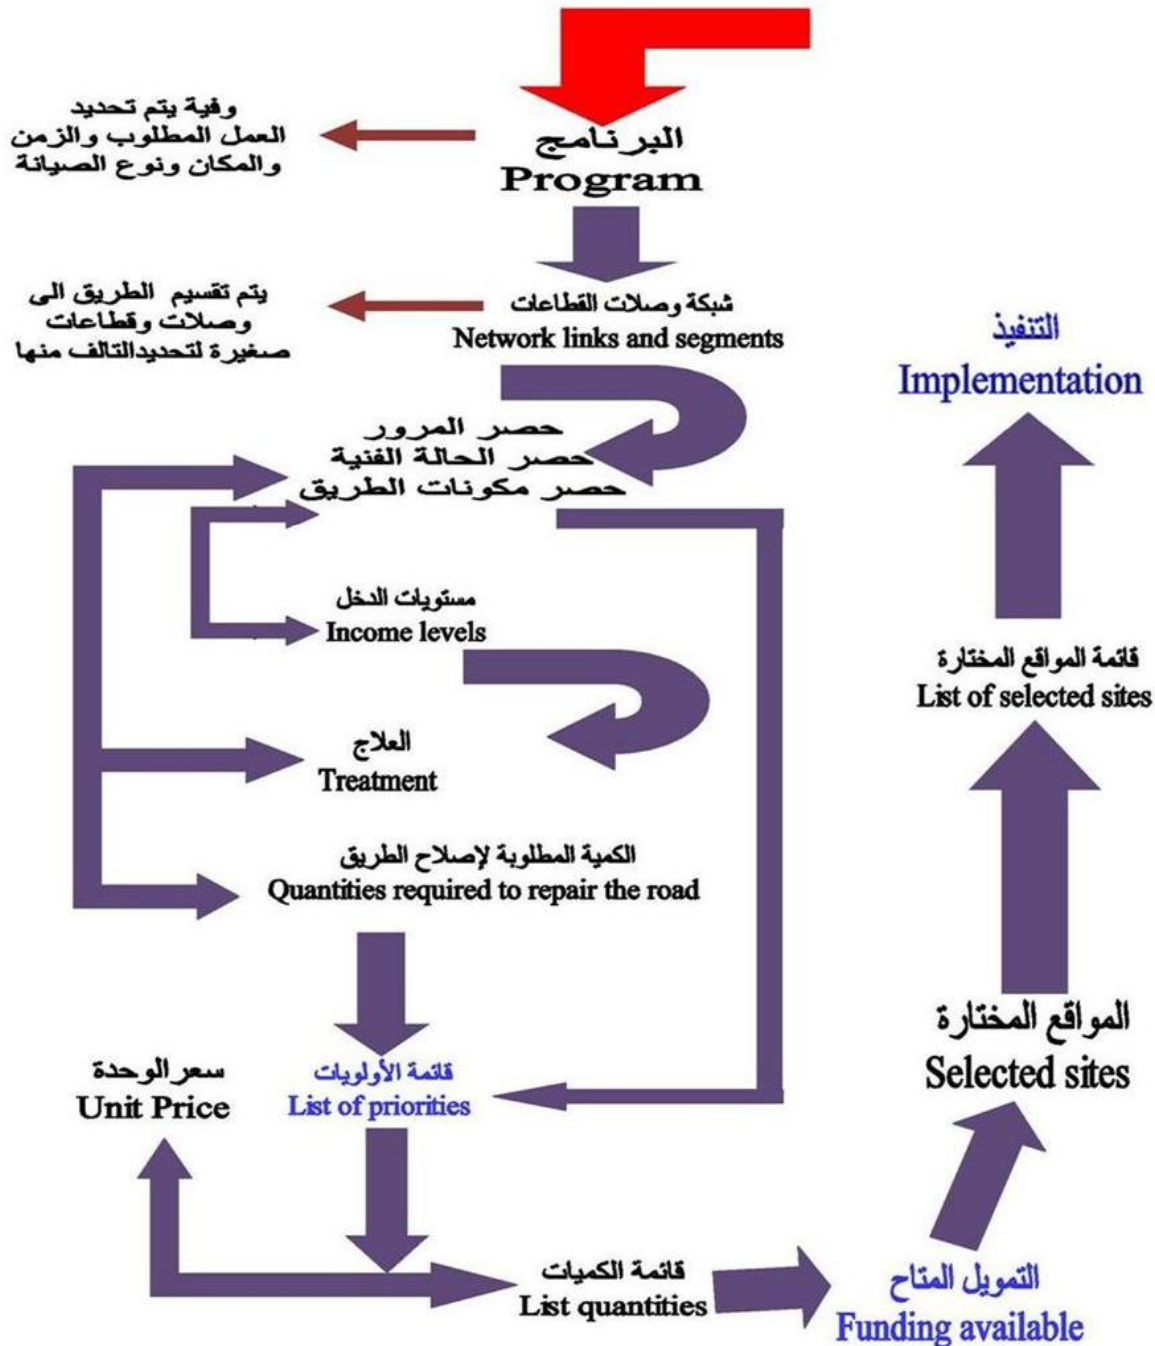 البرنامج
Program
وفية يتم تحديد
العمل المطلوب والزمن
والمكان ونوع الصيانة
شبكة وصلات القطاعات
Network links and segments
يتم تقسيم الطريق الى
وصلات وقطاعات
صغيرة لتحديدالتالف منها
حصر المرور
حصر الحالة الفنية
حصر مكونات الطريق
مستويات الدخل
Income levels
العلاج
Treatment
الكمية المطلوبة لإصلاح الطريق
Quantities required to repair the road
قائمة الأولويات
List of priorities
سعر الوحدة
Unit Price
قائمة الكميات
List quantities
التمويل المتاح
Funding available
المواقع المختارة
Selected sites
قائمة المواقع المختارة
List of selected sites
التنفيذ
Implementation